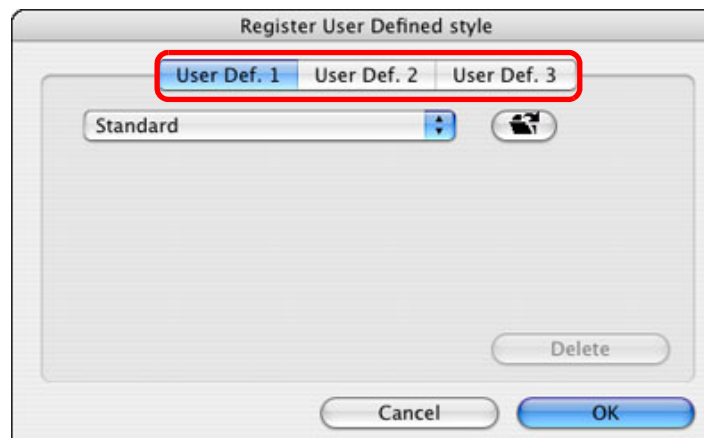 Register User Defined style
User Def. 1 User Def. 2 User Def. 3
Standard
Delete
Cancel OK